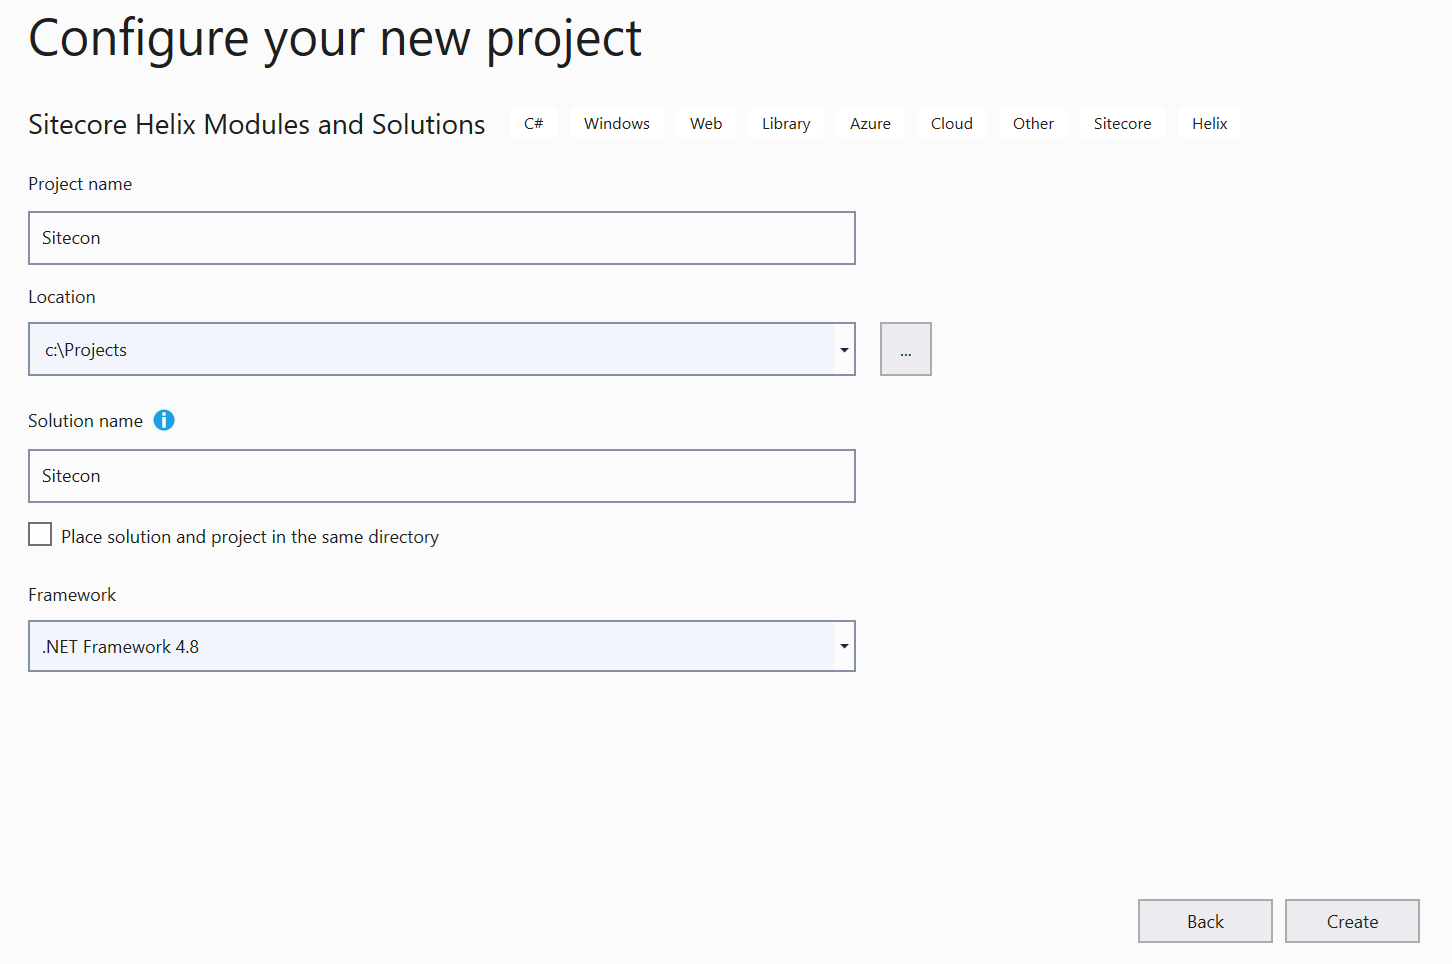 Configure your new project
Sitecore Helix Modules and Solutions C# Windows Web Library Azure Cloud Other Sitecore Helix
Project name
Sitecon
Location
c:\Projects
...
Solution name
Sitecon
Place solution and project in the same directory
Framework
.NET Framework 4.8
Back Create